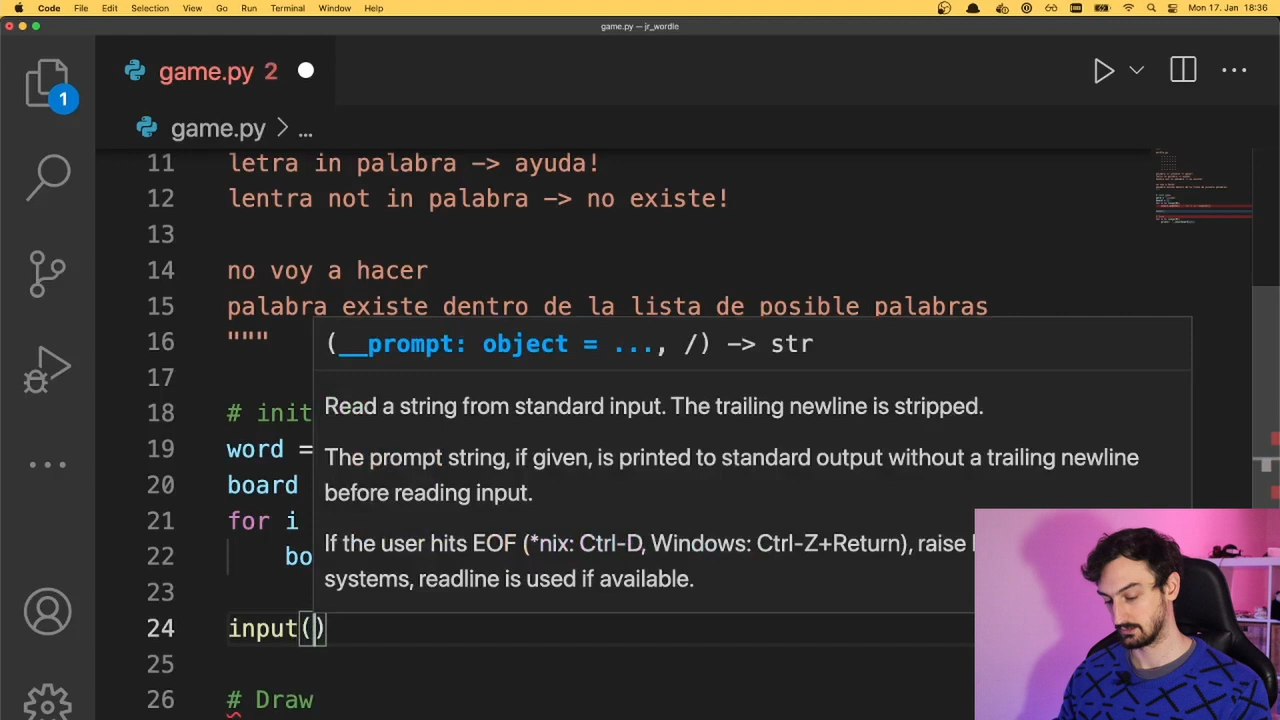 Code File Edit Selection View Go Run Terminal Window Help Mon 17. Jan 18:36
game.py — jr_wordle
game.py 2
1
game.py > ...
11 letra in palabra -> ayuda!
12 lentra not in palabra -> no existe!
13
14 no voy a hacer
15 palabra existe dentro de la lista de posible palabras
16 """
(__prompt: object = ..., /) -> str
17
Read a string from standard input. The trailing newline is stripped.
18 # init
19 word =
The prompt string, if given, is printed to standard output without a trailing newline
20 board
before reading input.
21 for i
If the user hits EOF (*nix: Ctrl-D, Windows: Ctrl-Z+Return), raise
22 bo
systems, readline is used if available.
23
24 input()
25
26 # Draw